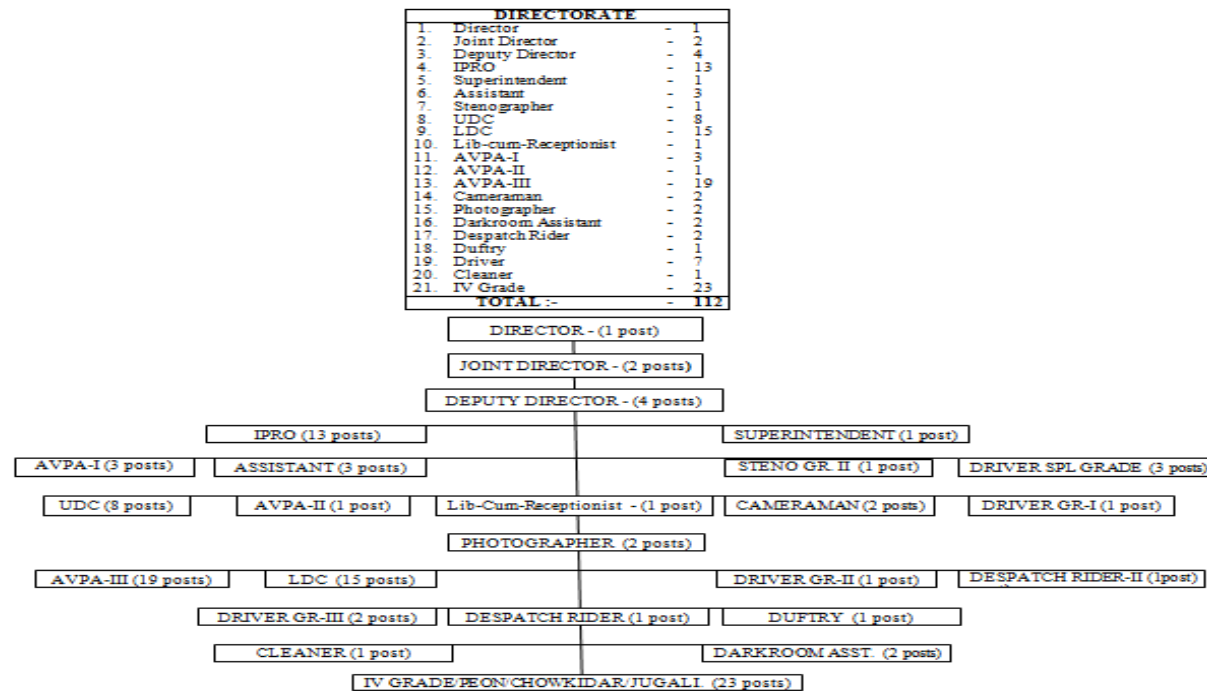 DIRECTORATE
1. Director - 1
2. Joint Director - 2
3. Deputy Director - 4
4. IPRO - 13
5. Superintendent - 1
6. Assistant - 3
7. Stenographer - 1
8. UDC - 8
9. LDC - 15
10. Lib-cum-Receptionist - 1
11. AVPA-I - 3
12. AVPA-II - 1
13. AVPA-III - 19
14. Cameraman - 2
15. Photographer - 2
16. Darkroom Assistant - 2
17. Despatch Rider - 2
18. Duftry - 1
19. Driver - 7
20. Cleaner - 1
21. IV Grade - 23
TOTAL :- - 112
DIRECTOR - (1 post)
JOINT DIRECTOR - (2 posts)
DEPUTY DIRECTOR - (4 posts)
IPRO (13 posts) SUPERINTENDENT (1 post)
AVPA-I (3 posts) ASSISTANT (3 posts) STENO GR. II (1 post) DRIVER SPL GRADE (3 posts)
UDC (8 posts) AVPA-II (1 post) Lib-Cum-Receptionist - (1 post) CAMERAMAN (2 posts) DRIVER GR-I (1 post)
PHOTOGRAPHER (2 posts)
AVPA-III (19 posts) LDC (15 posts) DRIVER GR-II (1 post) DESPATCH RIDER-II (1post)
DRIVER GR-III (2 posts) DESPATCH RIDER (1 post) DUFTRY (1 post)
CLEANER (1 post) DARKROOM ASST. (2 posts)
IV GRADE/PEON/CHOWKIDAR/JUGALI. (23 posts)